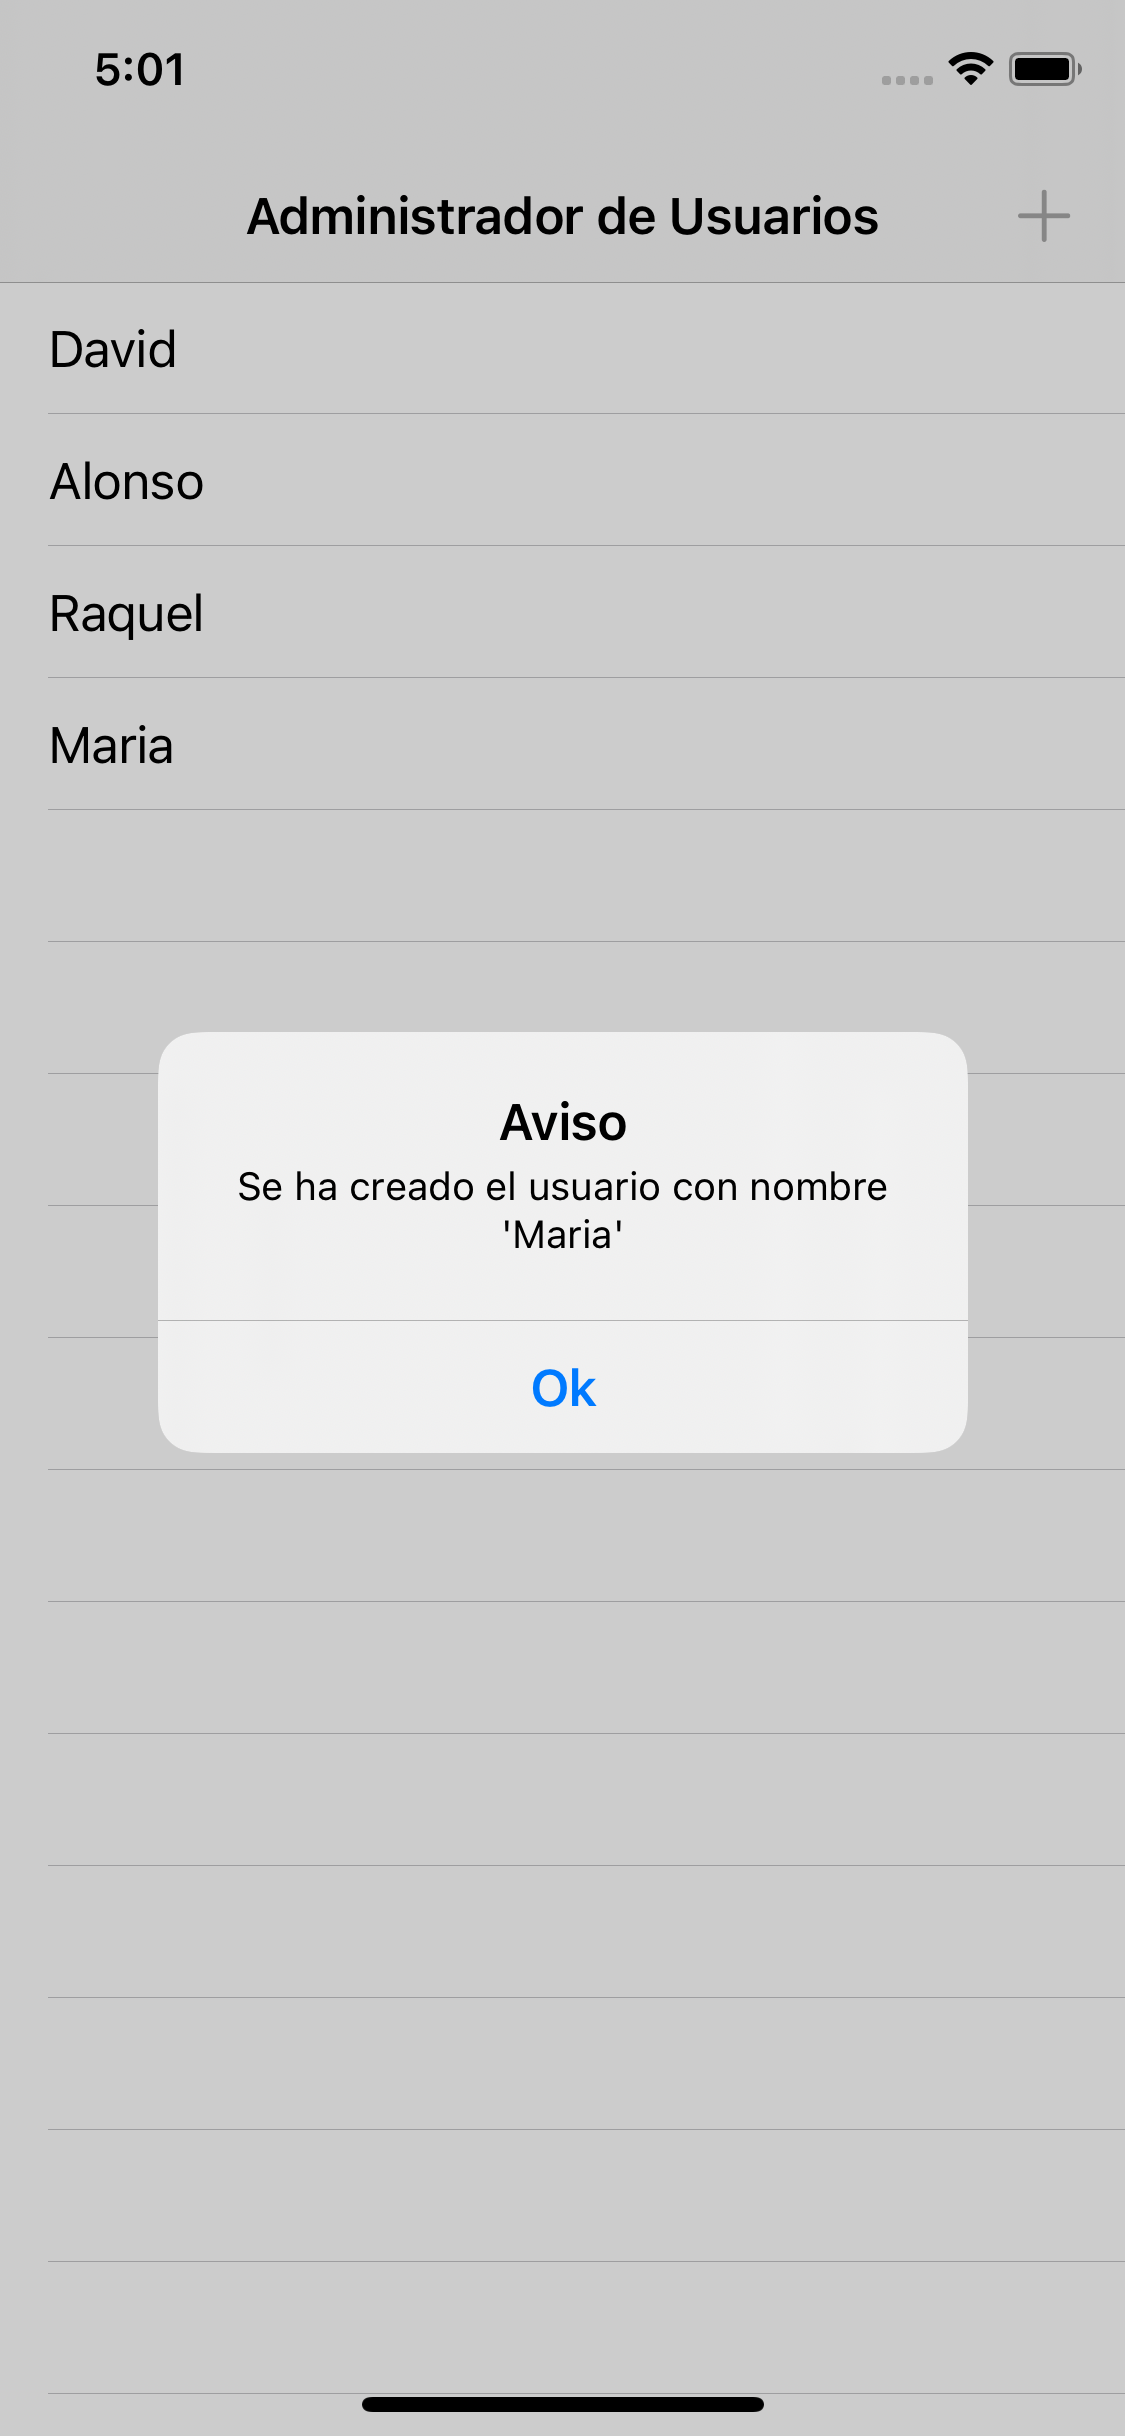 5:01
Administrador de Usuarios
David
Alonso
Raquel
Maria
Aviso
Se ha creado el usuario con nombre
'Maria'
Ok